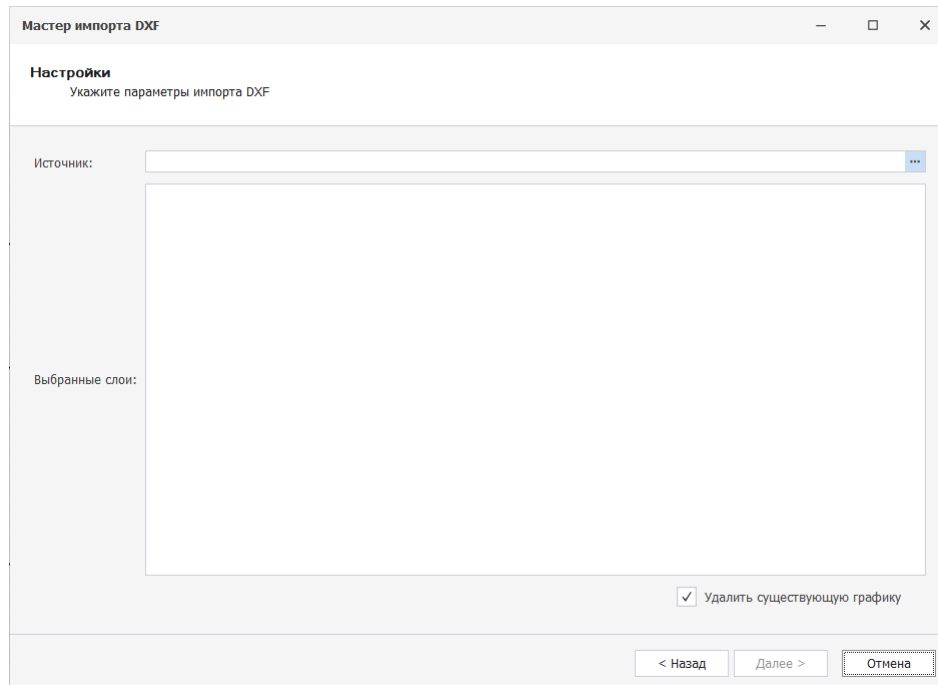 Мастер импорта DXF
Настройки
Укажите параметры импорта DXF
Источник:
...
Выбранные слои:
Удалить существующую графику
< Назад
Далее >
Отмена